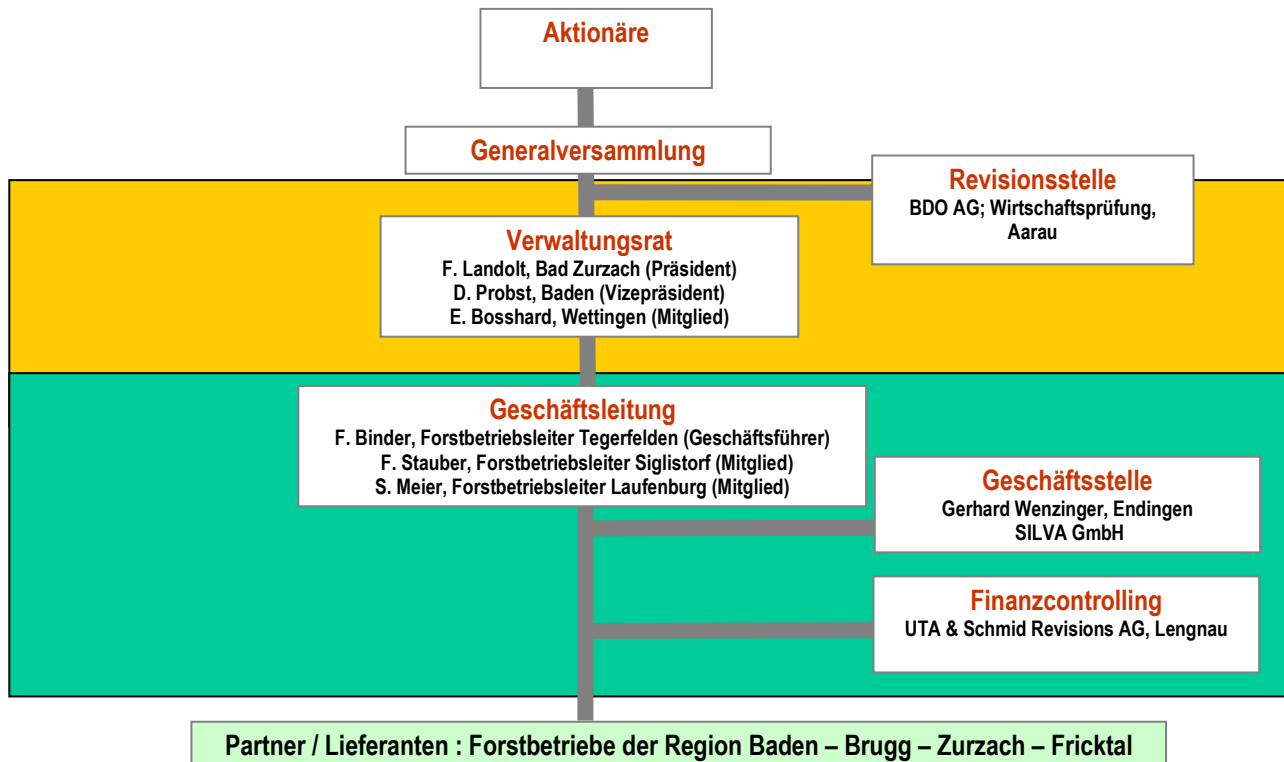 Aktionäre
Generalversammlung
Revisionsstelle
BDO AG; Wirtschaftsprüfung,
Aarau
Verwaltungsrat
F. Landolt, Bad Zurzach (Präsident)
D. Probst, Baden (Vizepräsident)
E. Bosshard, Wettingen (Mitglied)
Geschäftsleitung
F. Binder, Forstbetriebsleiter Tegerfelden (Geschäftsführer)
F. Stauber, Forstbetriebsleiter Siglistorf (Mitglied)
S. Meier, Forstbetriebsleiter Laufenburg (Mitglied)
Geschäftsstelle
Gerhard Wenzinger, Endingen
SILVA GmbH
Finanzcontrolling
UTA & Schmid Revisions AG, Lengnau
Partner / Lieferanten : Forstbetriebe der Region Baden – Brugg – Zurzach – Fricktal